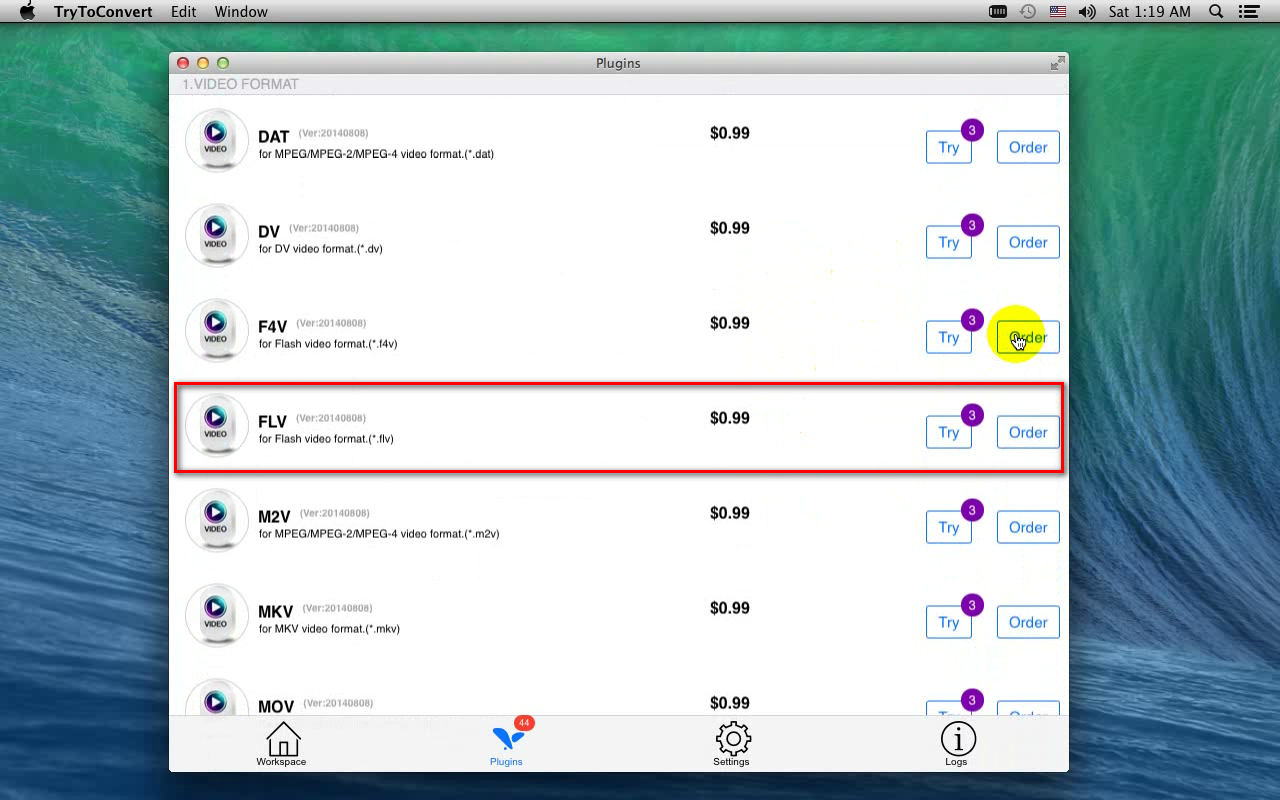 TryToConvert Edit Window Sat 1:19 AM
Plugins
1.VIDEO FORMAT
VIDEO DAT (Ver:20140808) $0.99 Try 3 Order
for MPEG/MPEG-2/MPEG-4 video format.(*.dat)
VIDEO DV (Ver:20140808) $0.99 Try 3 Order
for DV video format.(*.dv)
VIDEO F4V (Ver:20140808) $0.99 Try 3 Order
for Flash video format.(*.f4v)
VIDEO FLV (Ver:20140808) $0.99 Try 3 Order
for Flash video format.(*.flv)
VIDEO M2V (Ver:20140808) $0.99 Try 3 Order
for MPEG/MPEG-2/MPEG-4 video format.(*.m2v)
VIDEO MKV (Ver:20140808) $0.99 Try 3 Order
for MKV video format.(*.mkv)
MOV (Ver:20140808) $0.99 Try 3 Order
44
Workspace Plugins Settings Logs